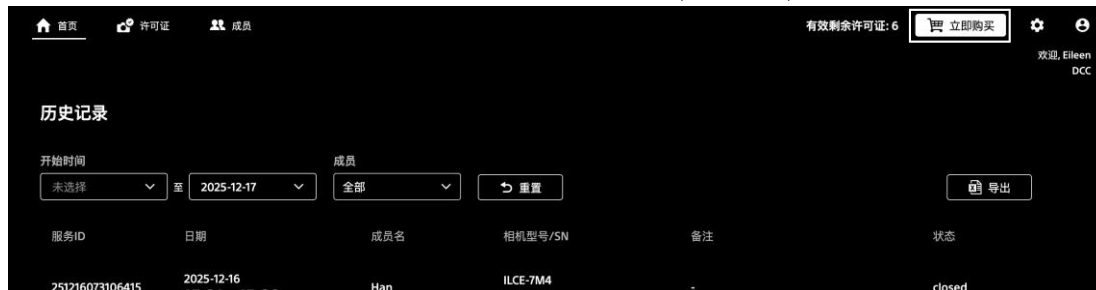 首页 许可证 成员 有效剩余许可证: 6 立即购买
欢迎, Eileen
DCC
历史记录
开始时间 成员
未选择 至 2025-12-17 全部 重置 导出
服务ID 日期 成员名 相机型号/SN 备注 状态
2025-12-16 ILCE-7M4
251216073106415 Han - closed